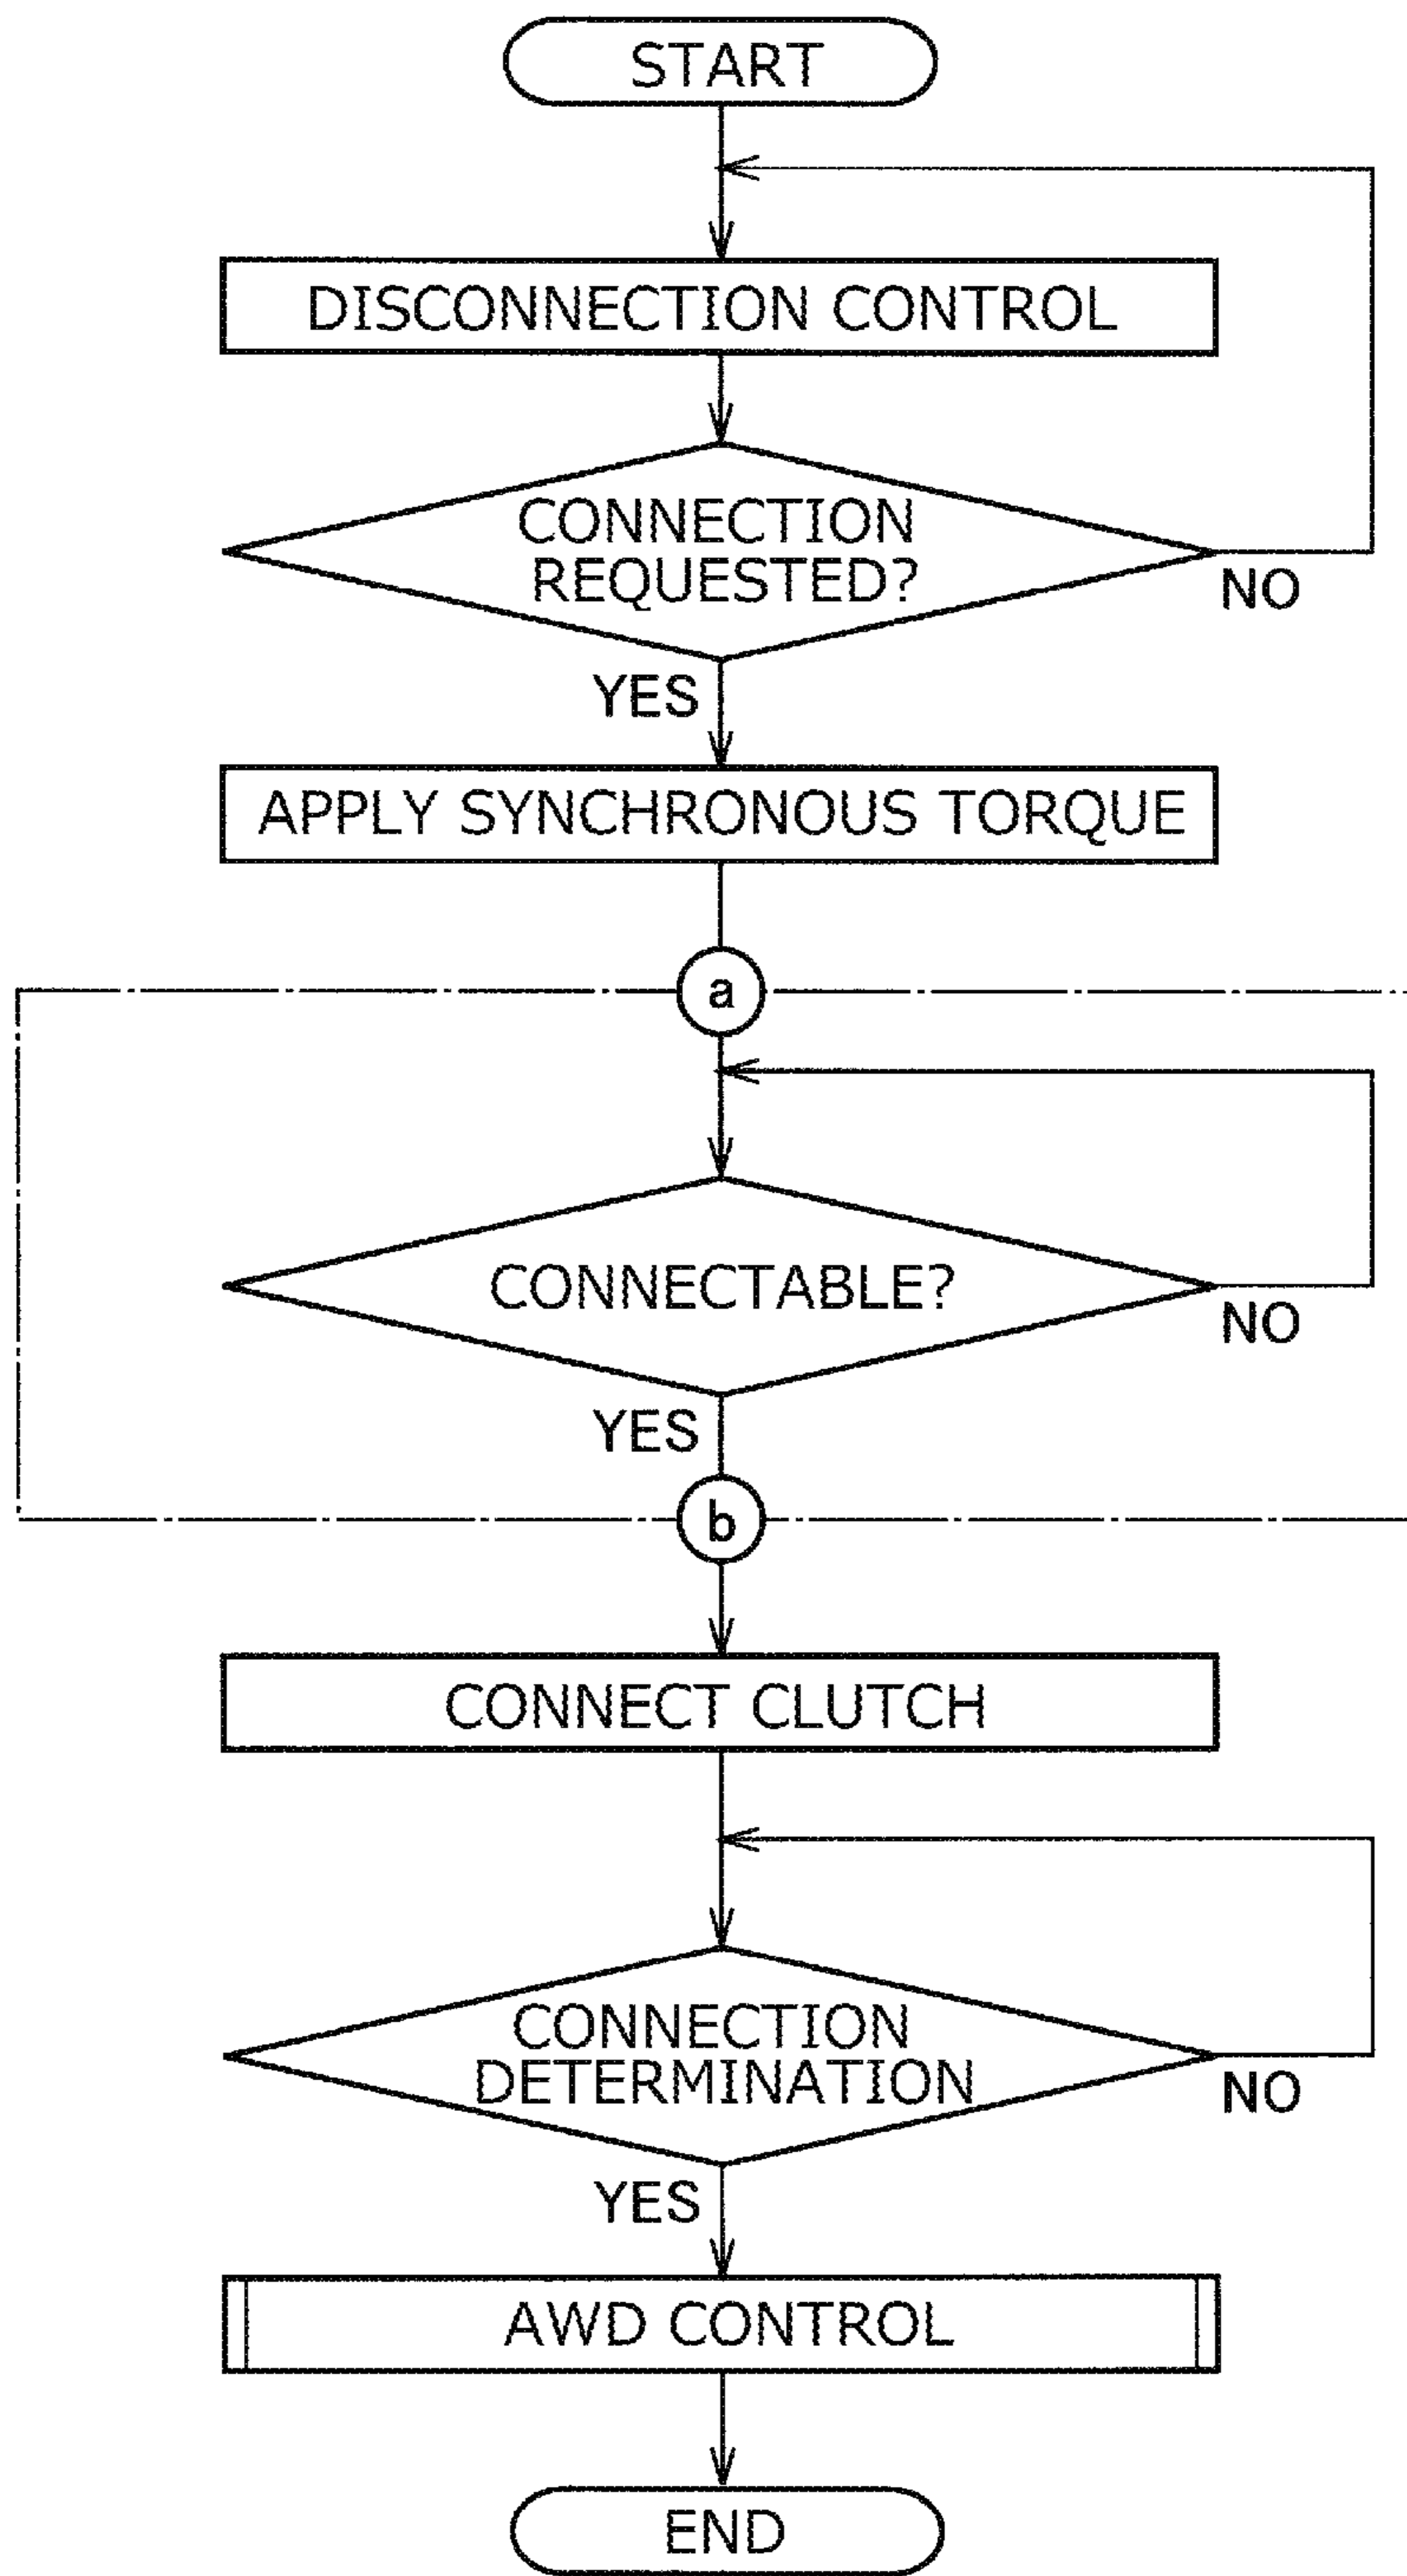 START
DISCONNECTION CONTROL
CONNECTION
REQUESTED?
NO
YES
APPLY SYNCHRONOUS TORQUE
a
CONNECTABLE?
NO
YES
b
CONNECT CLUTCH
CONNECTION
DETERMINATION
NO
YES
AWD CONTROL
END